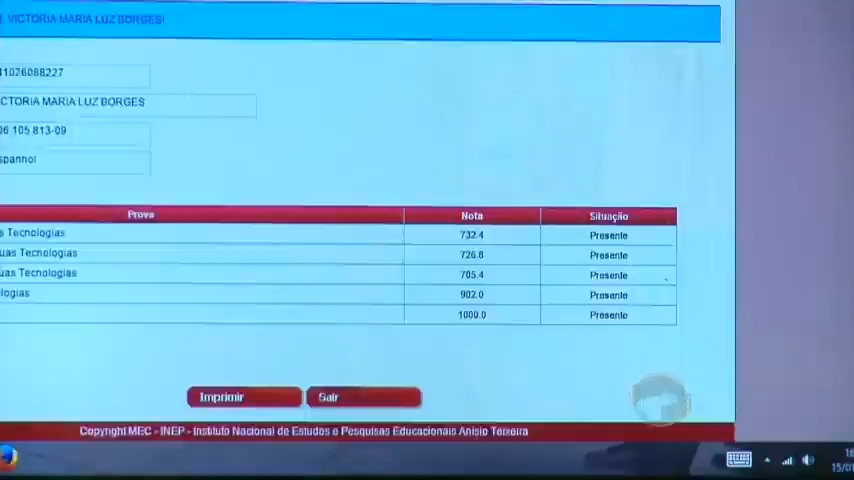 VICTORIA MARIA LUZ BORGES!
1026088227
CTORIA MARIA LUZ BORGES
06 105 813-09
spanhol
Prova Nota Situação
s Tecnologias 732.4 Presente
uas Tecnologias 726.8 Presente
uas Tecnologias 705.4 Presente
logias 902.0 Presente
1000.0 Presente
Imprimir Sair
Copyright MEC - INEP - Instituto Nacional de Estudos e Pesquisas Educacionais Anísio Teixeira